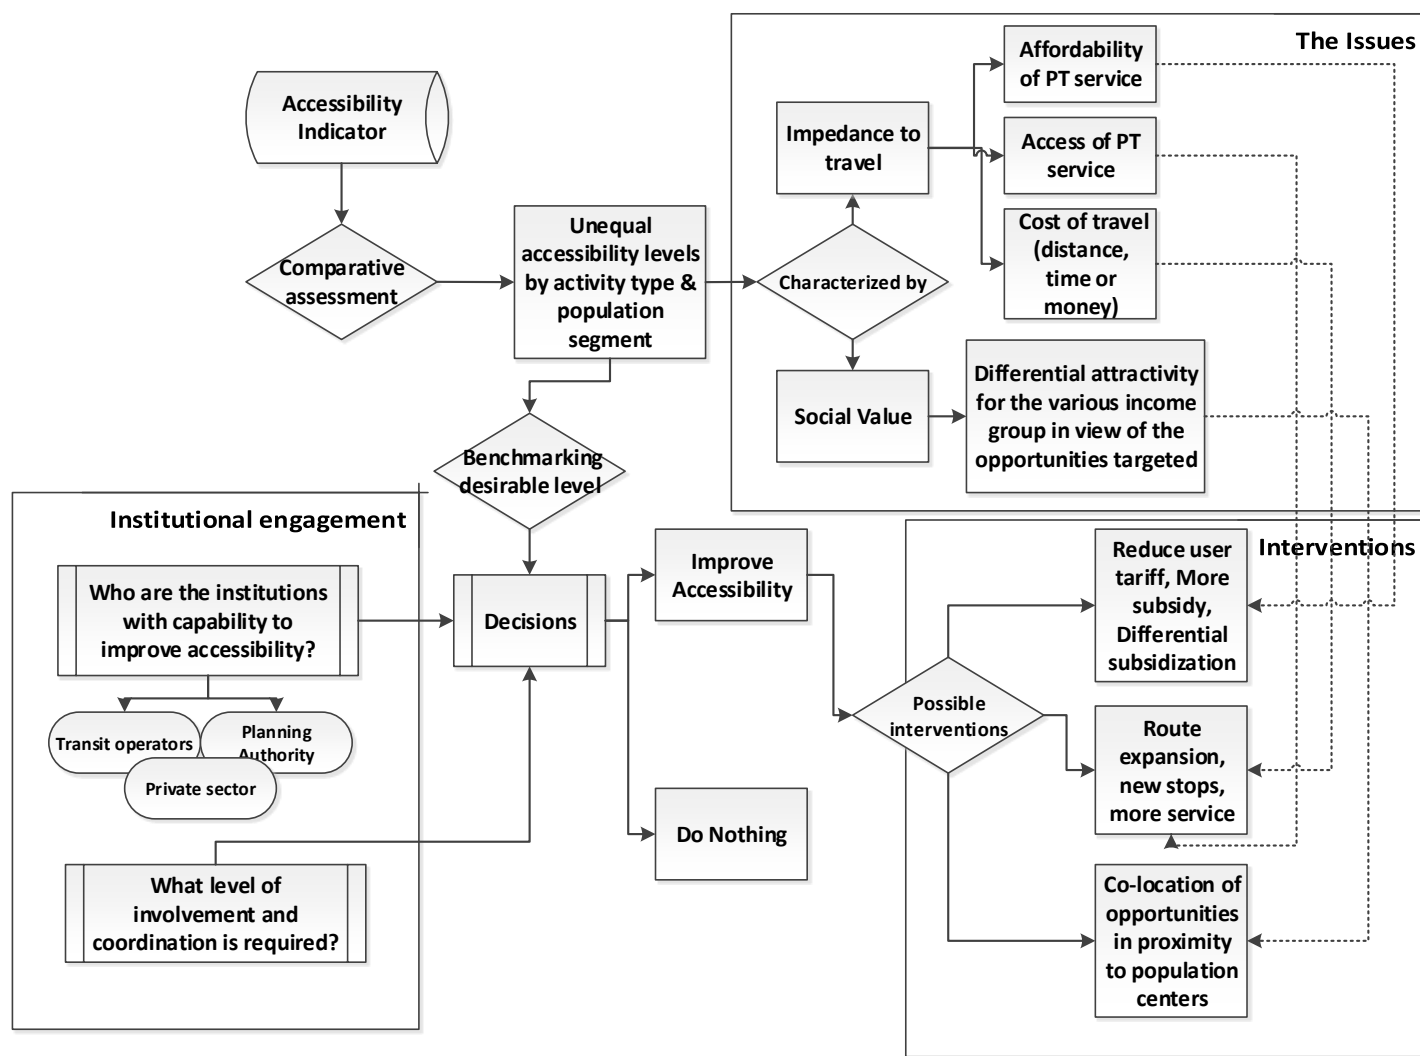 The Issues
Accessibility
Indicator
Comparative
assessment
Unequal
accessibility levels
by activity type &
population
segment
Characterized by
Impedance to
travel
Affordability
of PT service
Access of PT
service
Cost of travel
(distance,
time or
money)
Social Value
Differential attractivity
for the various income
group in view of the
opportunities targeted
Benchmarking
desirable level
Institutional engagement
Who are the institutions
with capability to
improve accessibility?
Transit operators
Planning
Authority
Private sector
What level of
involvement and
coordination is required?
Decisions
Improve
Accessibility
Do Nothing
Interventions
Possible
interventions
Reduce user
tariff, More
subsidy,
Differential
subsidization
Route
expansion,
new stops,
more service
Co-location of
opportunities
in proximity
to population
centers